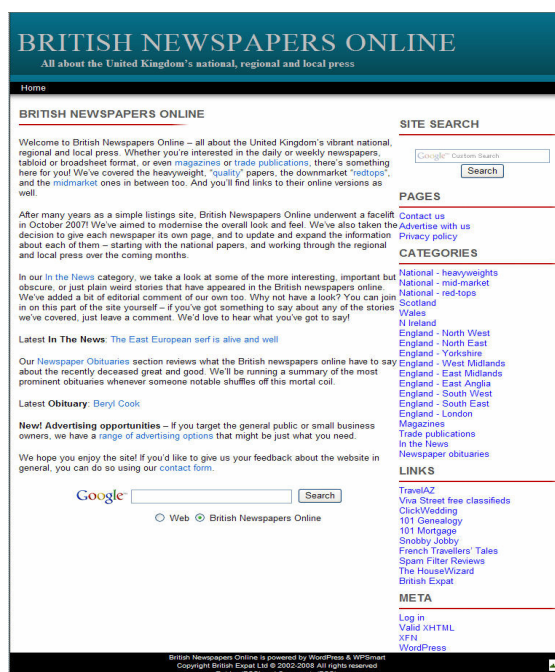 BRITISH NEWSPAPERS ONLINE
All about the United Kingdom's national, regional and local press
Home
BRITISH NEWSPAPERS ONLINE
Welcome to British Newspapers Online – all about the United Kingdom's vibrant national,
regional and local press. Whether you're interested in the daily or weekly newspapers,
tabloid or broadsheet format, or even magazines or trade publications, there's something
here for you! We've covered the heavyweight, "quality" papers, the downmarket "redtops",
and the midmarket ones in between too. And you'll find links to their online versions as
well.
After many years as a simple listings site, British Newspapers Online underwent a facelift
in October 2007! We've aimed to modernise the overall look and feel. We've also taken the
decision to give each newspaper its own page, and to update and expand the information
about each of them – starting with the national papers, and working through the regional
and local press over the coming months.
In our In the News category, we take a look at some of the more interesting, important but
obscure, or just plain weird stories that have appeared in the British newspapers online.
We've added a bit of editorial comment of our own too. Why not have a look? You can join
in on this part of the site yourself – if you've got something to say about any of the stories
we've covered, just leave a comment. We'd love to hear what you've got to say!
Latest In The News: The East European serf is alive and well
Our Newspaper Obituaries section reviews what the British newspapers online have to say
about the recently deceased great and good. We'll be running a summary of the most
prominent obituaries whenever someone notable shuffles off this mortal coil.
Latest Obituary: Beryl Cook
New! Advertising opportunities – If you target the general public or small business
owners, we have a range of advertising options that might be just what you need.
We hope you enjoy the site! If you'd like to give us your feedback about the website in
general, you can do so using our contact form.
Google Search
Web British Newspapers Online
SITE SEARCH
Google Custom Search
Search
PAGES
Contact us
Advertise with us
Privacy policy
CATEGORIES
National - heavyweights
National - mid-market
National - red-tops
Scotland
Wales
N Ireland
England - North West
England - North East
England - Yorkshire
England - West Midlands
England - East Midlands
England - East Anglia
England - South West
England - South East
England - London
Magazines
Trade publications
In the News
Newspaper obituaries
LINKS
TravelAZ
Viva Street free classifieds
ClickWedding
101 Genealogy
101 Mortgage
Snobby Jobby
French Travellers' Tales
Spam Filter Reviews
The HouseWizard
British Expat
META
Log in
Valid XHTML
XFN
WordPress
British Newspapers Online is powered by WordPress & WPSmart
Copyright British Expat Ltd © 2002-2008 All rights reserved